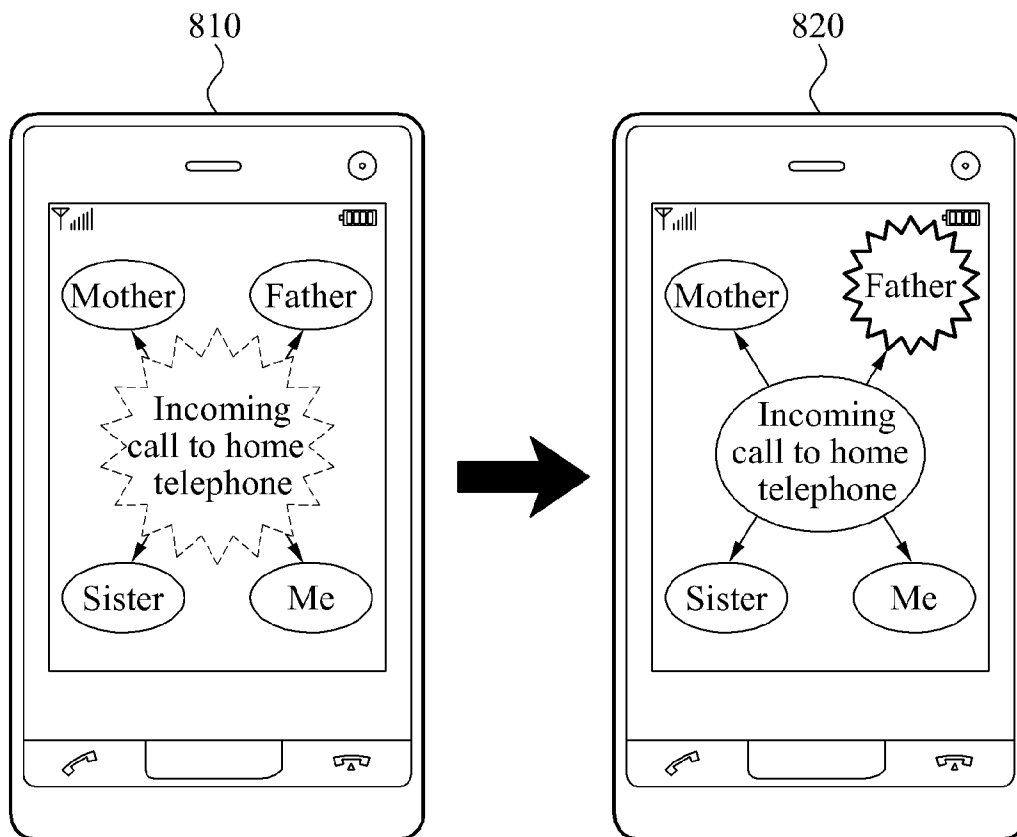 810
820
Mother
Father
Incoming
call to home
telephone
Sister
Me
Mother
Father
Incoming
call to home
telephone
Sister
Me